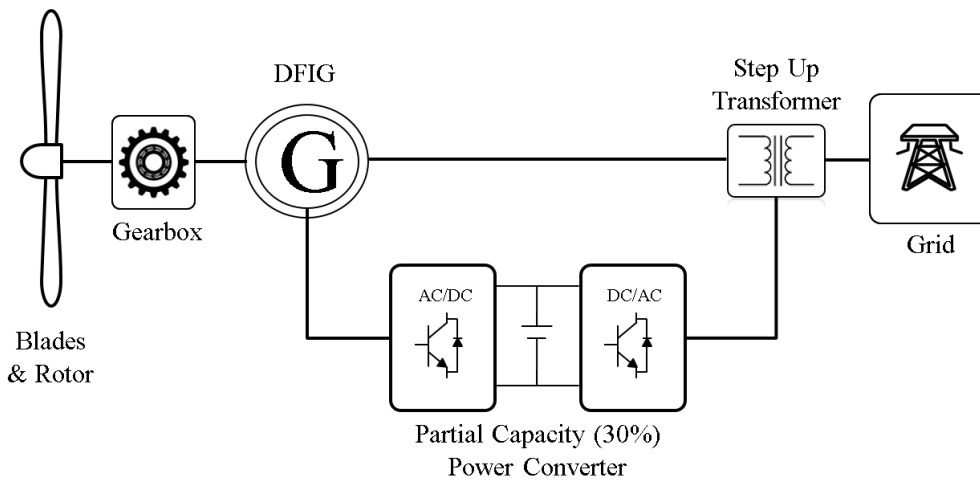 DFIG
Step Up
Transformer
G
Gearbox
Grid
AC/DC
DC/AC
Blades
& Rotor
Partial Capacity (30%)
Power Converter